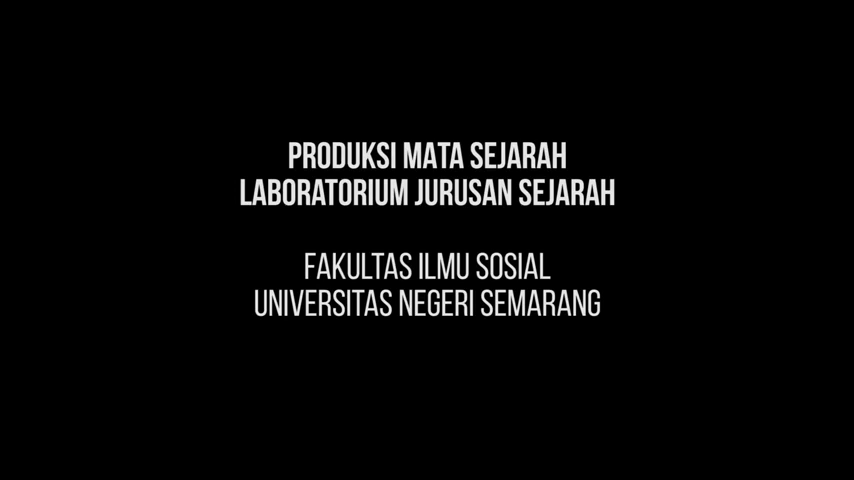 PRODUKSI MATA SEJARAH
LABORATORIUM JURUSAN SEJARAH
FAKULTAS ILMU SOSIAL
UNIVERSITAS NEGERI SEMARANG